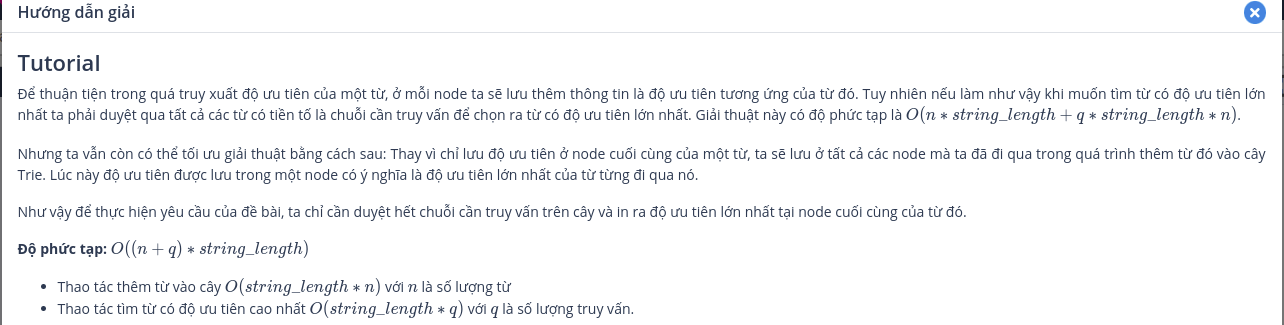 Hướng dẫn giải
Tutorial
Để thuận tiện trong quá truy xuất độ ưu tiên của một từ, ở mỗi node ta sẽ lưu thêm thông tin là độ ưu tiên tương ứng của từ đó. Tuy nhiên nếu làm như vậy khi muốn tìm từ có độ ưu tiên lớn
nhất ta phải duyệt qua tất cả các từ có tiền tố là chuỗi cần truy vấn để chọn ra từ có độ ưu tiên lớn nhất. Giải thuật này có độ phức tạp là O(n * string_length + q * string_length * n).
Nhưng ta vẫn còn có thể tối ưu giải thuật bằng cách sau: Thay vì chỉ lưu độ ưu tiên ở node cuối cùng của một từ, ta sẽ lưu ở tất cả các node mà ta đã đi qua trong quá trình thêm từ đó vào cây
Trie. Lúc này độ ưu tiên được lưu trong một node có ý nghĩa là độ ưu tiên lớn nhất của từ từng đi qua nó.
Như vậy để thực hiện yêu cầu của đề bài, ta chỉ cần duyệt hết chuỗi cần truy vấn trên cây và in ra độ ưu tiên lớn nhất tại node cuối cùng của từ đó.
Độ phức tạp: O((n + q) * string_length)
• Thao tác thêm từ vào cây O(string_length * n) với n là số lượng từ
• Thao tác tìm từ có độ ưu tiên cao nhất O(string_length * q) với q là số lượng truy vấn.